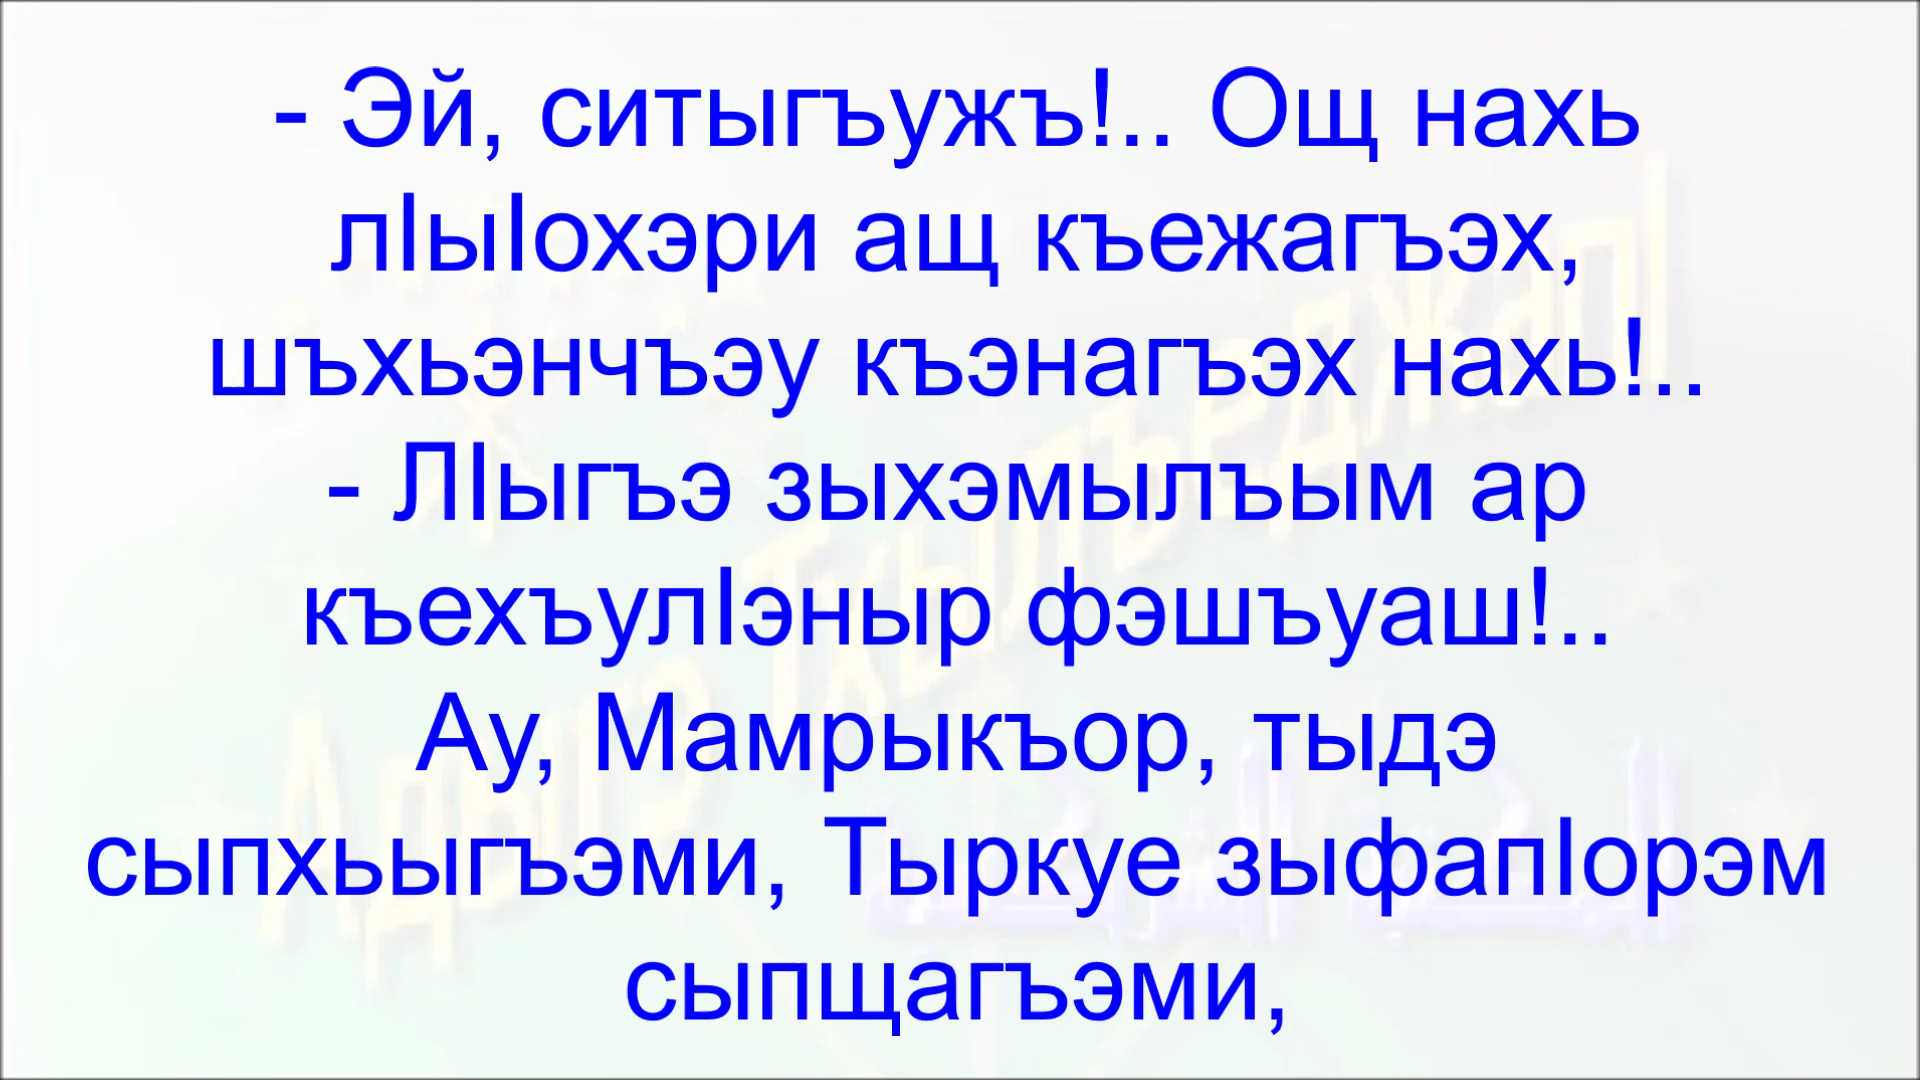 - Эй, ситыгъужъ!.. Ощ нахь
лIыIохэри ащ къежагъэх,
шъхьэнчъэу къэнагъэх нахь!..
- ЛIыгъэ зыхэмылъым ар
къехъулIэныр фэшъуаш!..
Ау, Мамрыкъор, тыдэ
сыпхьыгъэми, Тыркуе зыфапIорэм
сыпщагъэми,